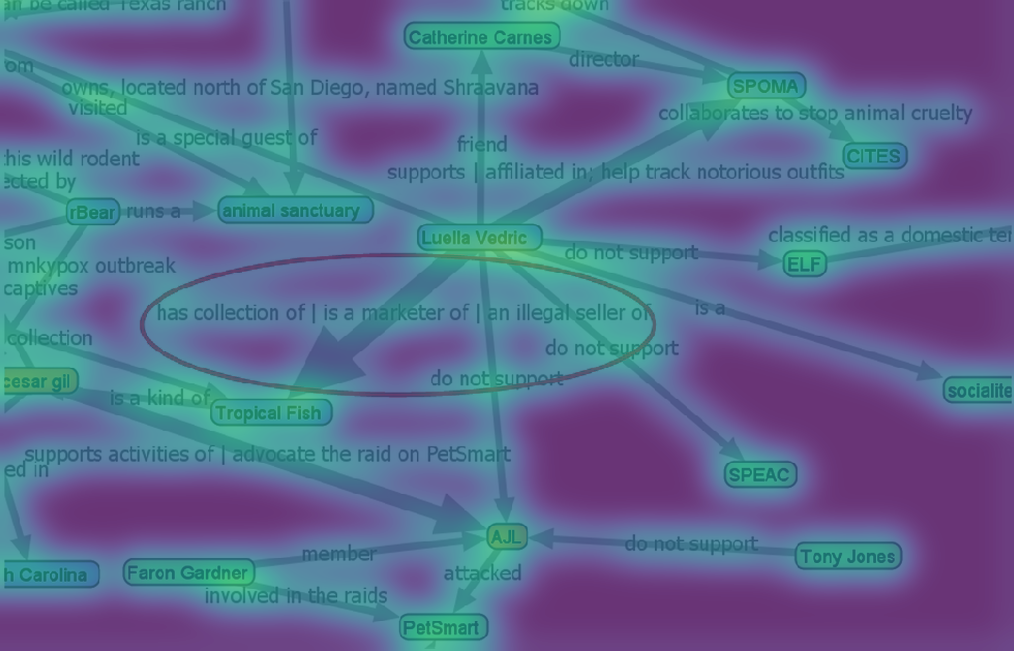 an be called Texas ranch
tracks down
Catherine Carnes
director
om
owns, located north of San Diego, named Shraavana
SPOMA
visited
collaborates to stop animal cruelty
is a special guest of
friend
CITES
his wild rodent
supports | affiliated in; help track notorious outfits
ected by
rBear
runs a
animal sanctuary
Luella Vedric
classified as a domestic ter
son
do not support
ELF
mnkypox outbreak
captives
has collection of | is a marketer of | an illegal seller of
is a
collection
do not support
cesar gil
do not support
socialite
is a kind of
Tropical Fish
supports activities of | advocate the raid on PetSmart
ed in
SPEAC
AJL
member
do not support
Tony Jones
h Carolina
Faron Gardner
attacked
involved in the raids
PetSmart